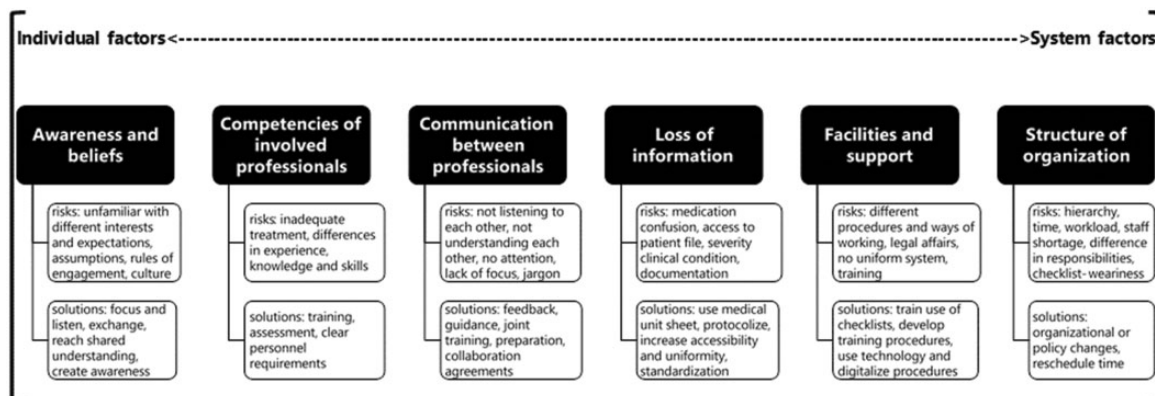 Individual factors<------------------------------------------------------------------------------------------>System factors
Awareness and
beliefs
risks: unfamiliar with
different interests
and expectations,
assumptions, rules of
engagement, culture
solutions: focus and
listen, exchange,
reach shared
understanding,
create awareness
Competencies of
involved
professionals
risks: inadequate
treatment, differences
in experience,
knowledge and skills
solutions: training,
assessment, clear
personnel
requirements
Communication
between
professionals
risks: not listening to
each other, not
understanding each
other, no attention,
lack of focus, jargon
solutions: feedback,
guidance, joint
training, preparation,
collaboration
agreements
Loss of
information
risks: medication
confusion, access to
patient file, severity
clinical condition,
documentation
solutions: use medical
unit sheet, protocolize,
increase accessibility
and uniformity,
standardization
Facilities and
support
risks: different
procedures and ways of
working, legal affairs,
no uniform system,
training
solutions: train use of
checklists, develop
training procedures,
use technology and
digitalize procedures
Structure of
organization
risks: hierarchy,
time, workload, staff
shortage, difference
in responsibilities,
checklist-weariness
solutions:
organizational or
policy changes,
reschedule time